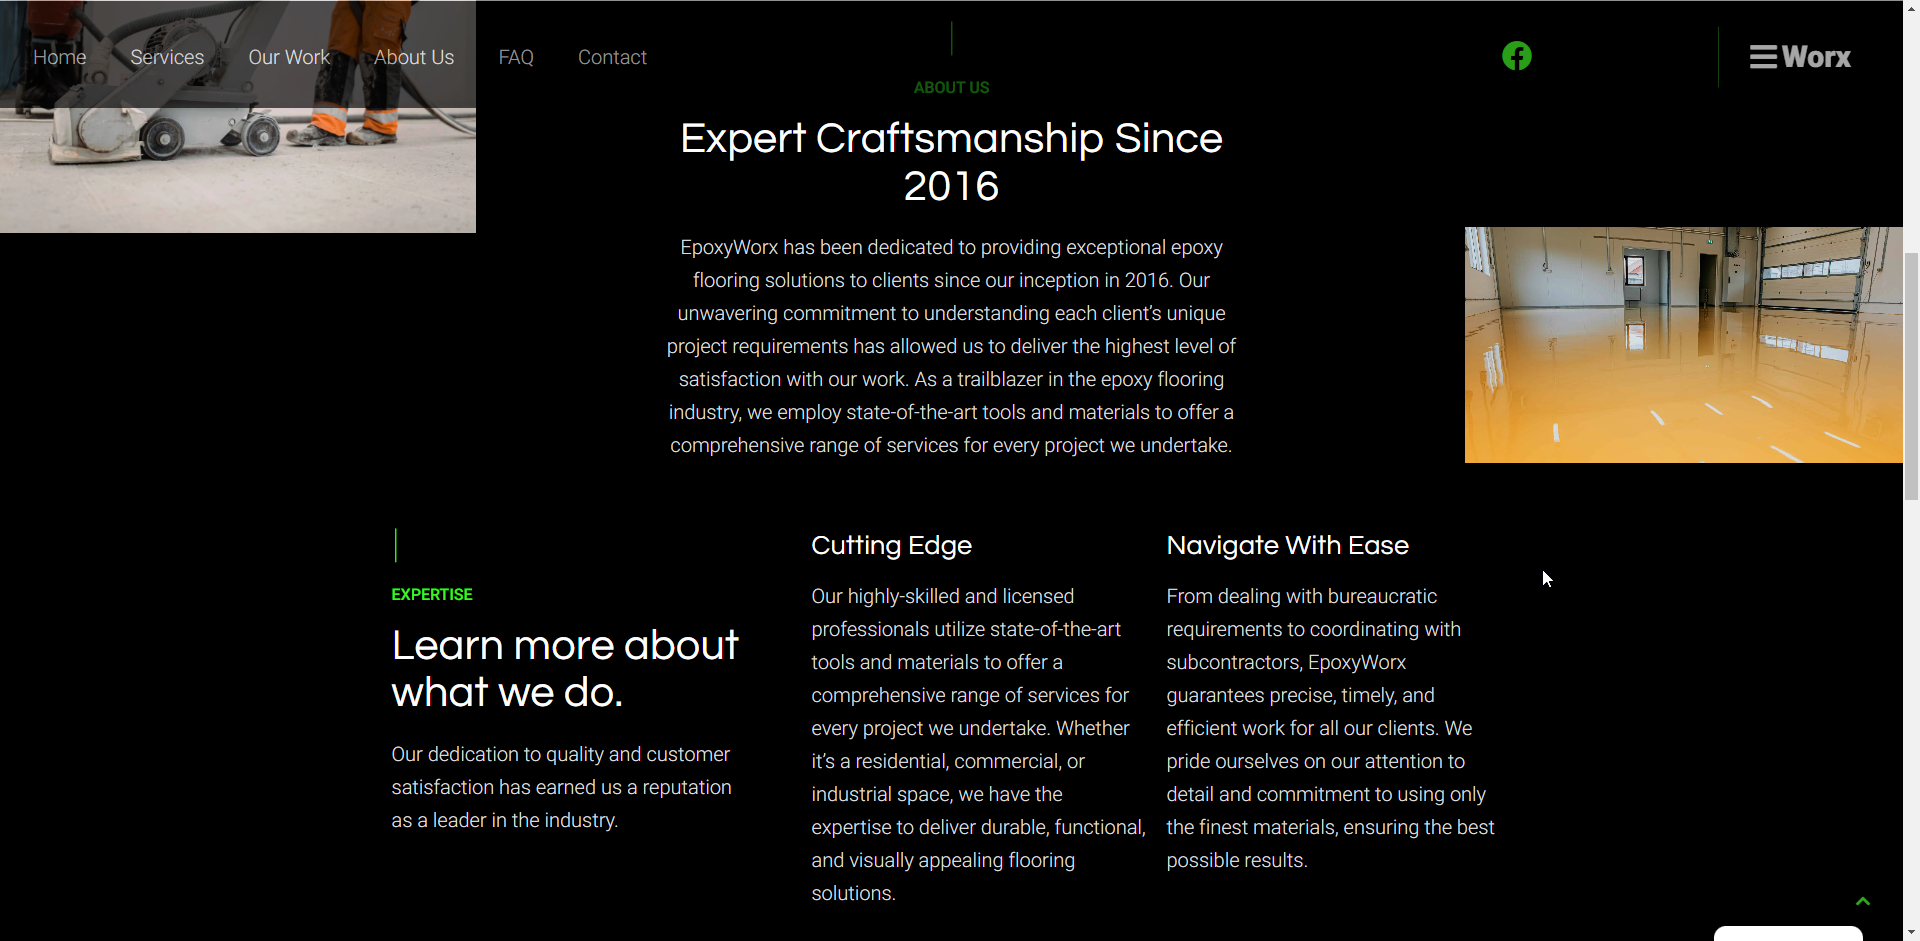 Home Services Our Work About Us FAQ Contact
Worx
ABOUT US
Expert Craftsmanship Since
2016
EpoxyWorx has been dedicated to providing exceptional epoxy
flooring solutions to clients since our inception in 2016. Our
unwavering commitment to understanding each client’s unique
project requirements has allowed us to deliver the highest level of
satisfaction with our work. As a trailblazer in the epoxy flooring
industry, we employ state-of-the-art tools and materials to offer a
comprehensive range of services for every project we undertake.
EXPERTISE
Learn more about
what we do.
Our dedication to quality and customer
satisfaction has earned us a reputation
as a leader in the industry.
Cutting Edge
Our highly-skilled and licensed
professionals utilize state-of-the-art
tools and materials to offer a
comprehensive range of services for
every project we undertake. Whether
it’s a residential, commercial, or
industrial space, we have the
expertise to deliver durable, functional,
and visually appealing flooring
solutions.
Navigate With Ease
From dealing with bureaucratic
requirements to coordinating with
subcontractors, EpoxyWorx
guarantees precise, timely, and
efficient work for all our clients. We
pride ourselves on our attention to
detail and commitment to using only
the finest materials, ensuring the best
possible results.